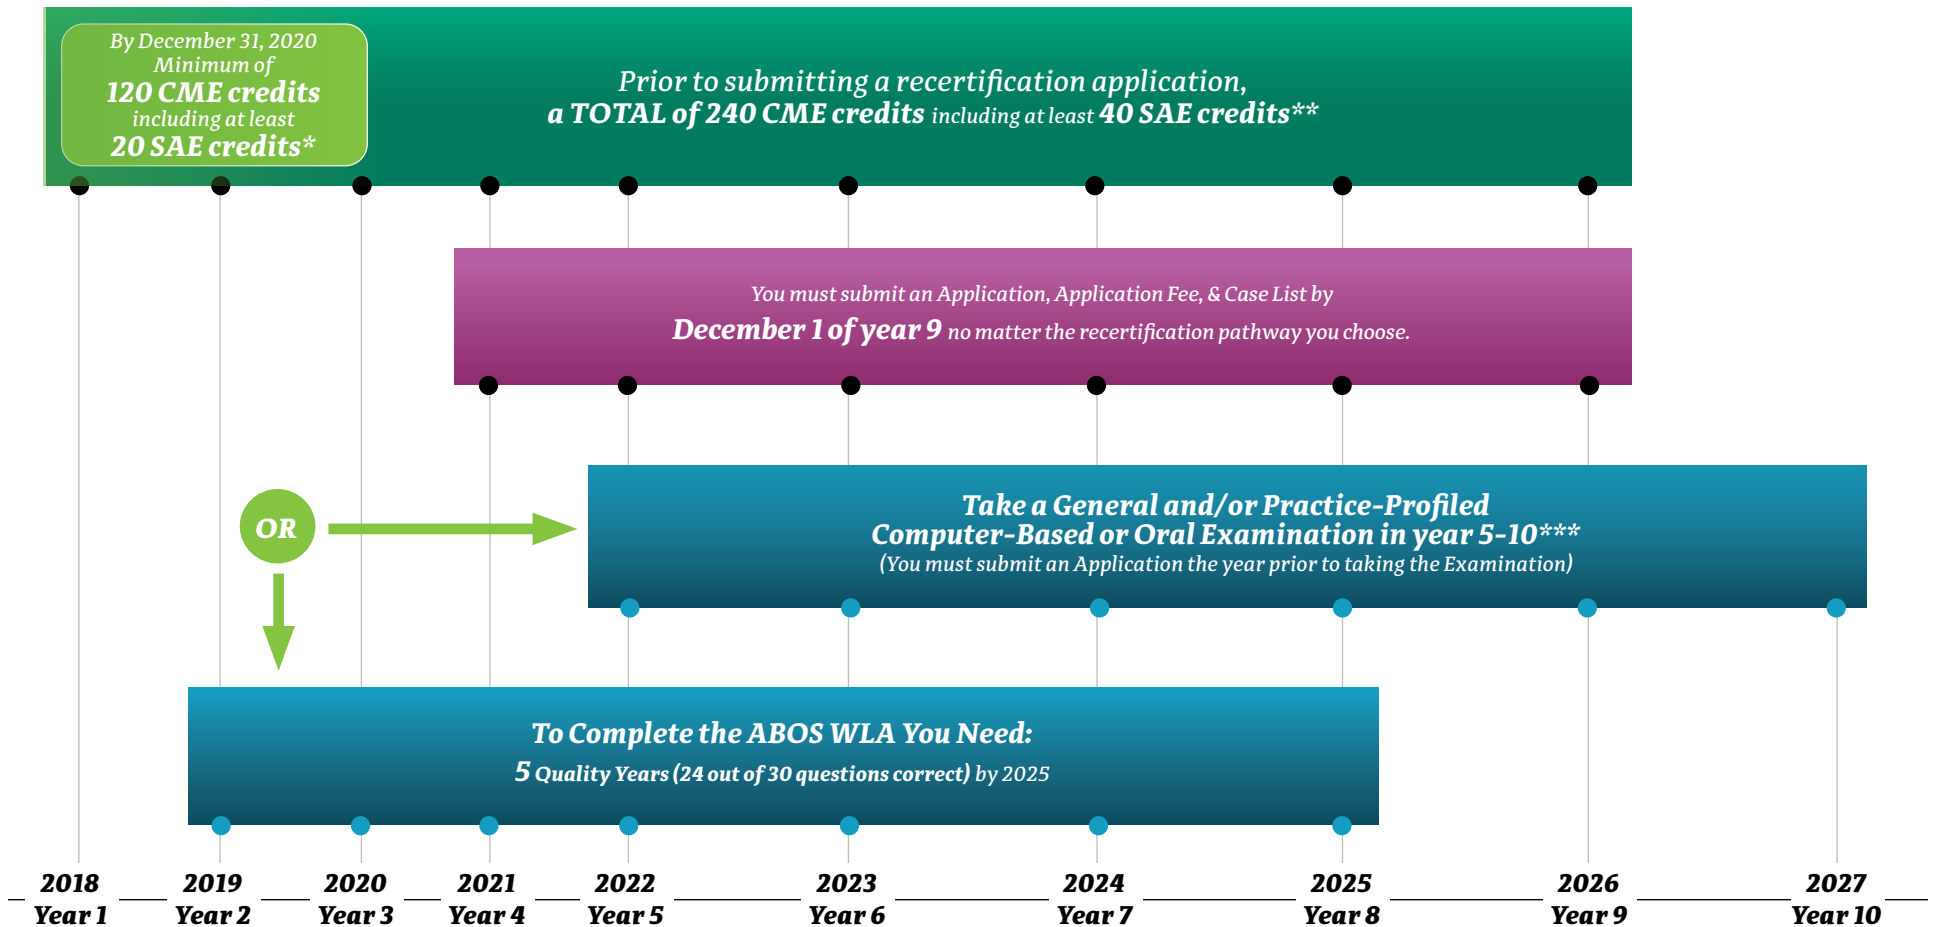 By December 31, 2020
Minimum of
120 CME credits
including at least
20 SAE credits*
Prior to submitting a recertification application,
a TOTAL of 240 CME credits including at least 40 SAE credits**
You must submit an Application, Application Fee, & Case List by
December 1 of year 9 no matter the recertification pathway you choose.
OR
Take a General and/or Practice-Profiled
Computer-Based or Oral Examination in year 5-10***
(You must submit an Application the year prior to taking the Examination)
To Complete the ABOS WLA You Need:
5 Quality Years (24 out of 30 questions correct) by 2025
2018 2019 2020 2021 2022 2023 2024 2025 2026 2027
Year 1 Year 2 Year 3 Year 4 Year 5 Year 6 Year 7 Year 8 Year 9 Year 10